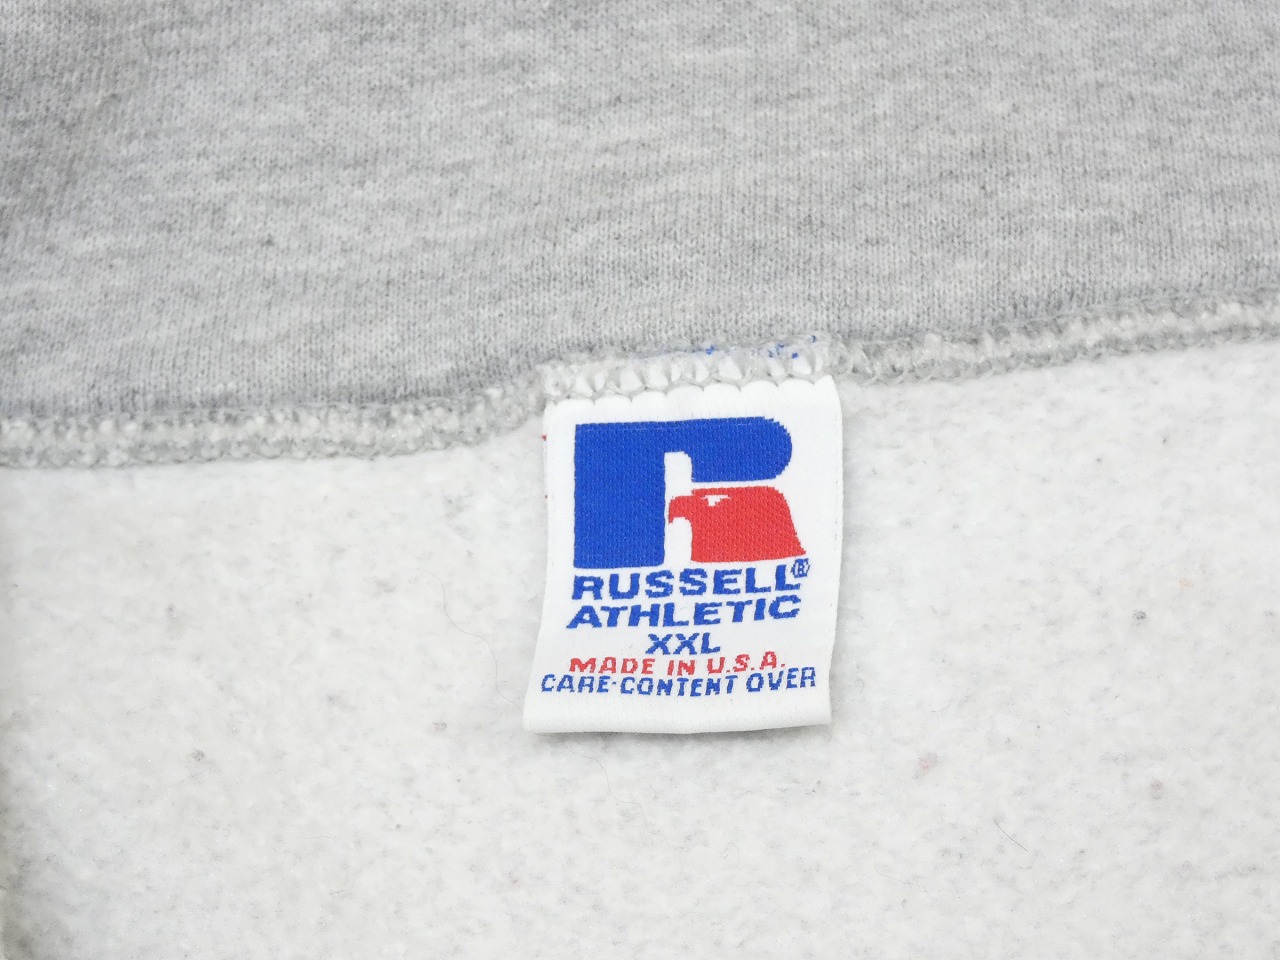 RUSSELL®
ATHLETIC
XXL
MADE IN U.S.A.
CARE-CONTENT OVER